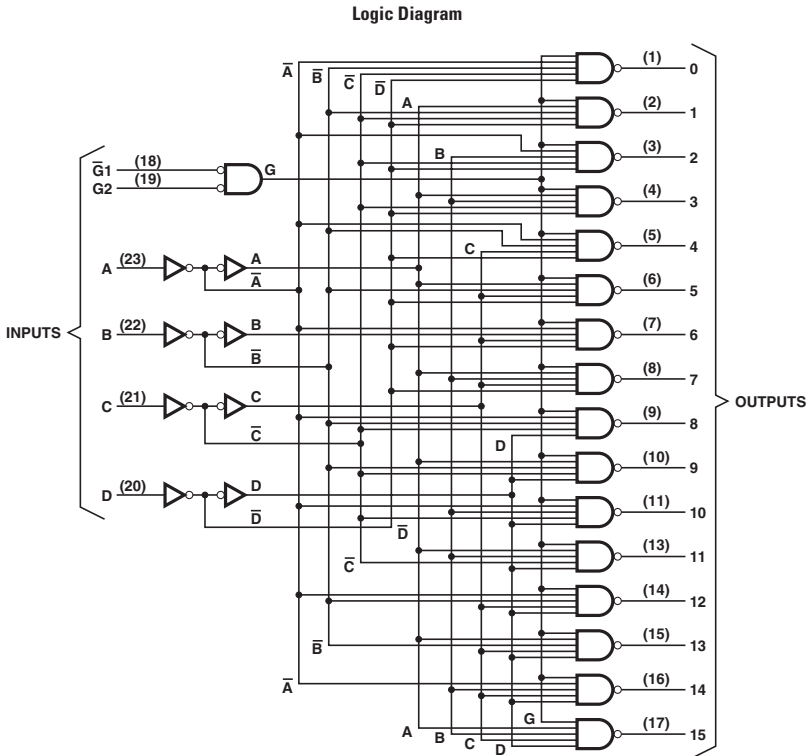 Logic Diagram
A̅
B̅
C̅
D̅
A
B
C
D
G̅1 (18)
G2 (19)
G
A (23)
A
A̅
B (22)
B
B̅
C (21)
C
C̅
D (20)
D
D̅
D̅
C̅
B̅
A̅
G
A
B
C
D
INPUTS
OUTPUTS
(1) 0
(2) 1
(3) 2
(4) 3
(5) 4
(6) 5
(7) 6
(8) 7
(9) 8
(10) 9
(11) 10
(13) 11
(14) 12
(15) 13
(16) 14
(17) 15